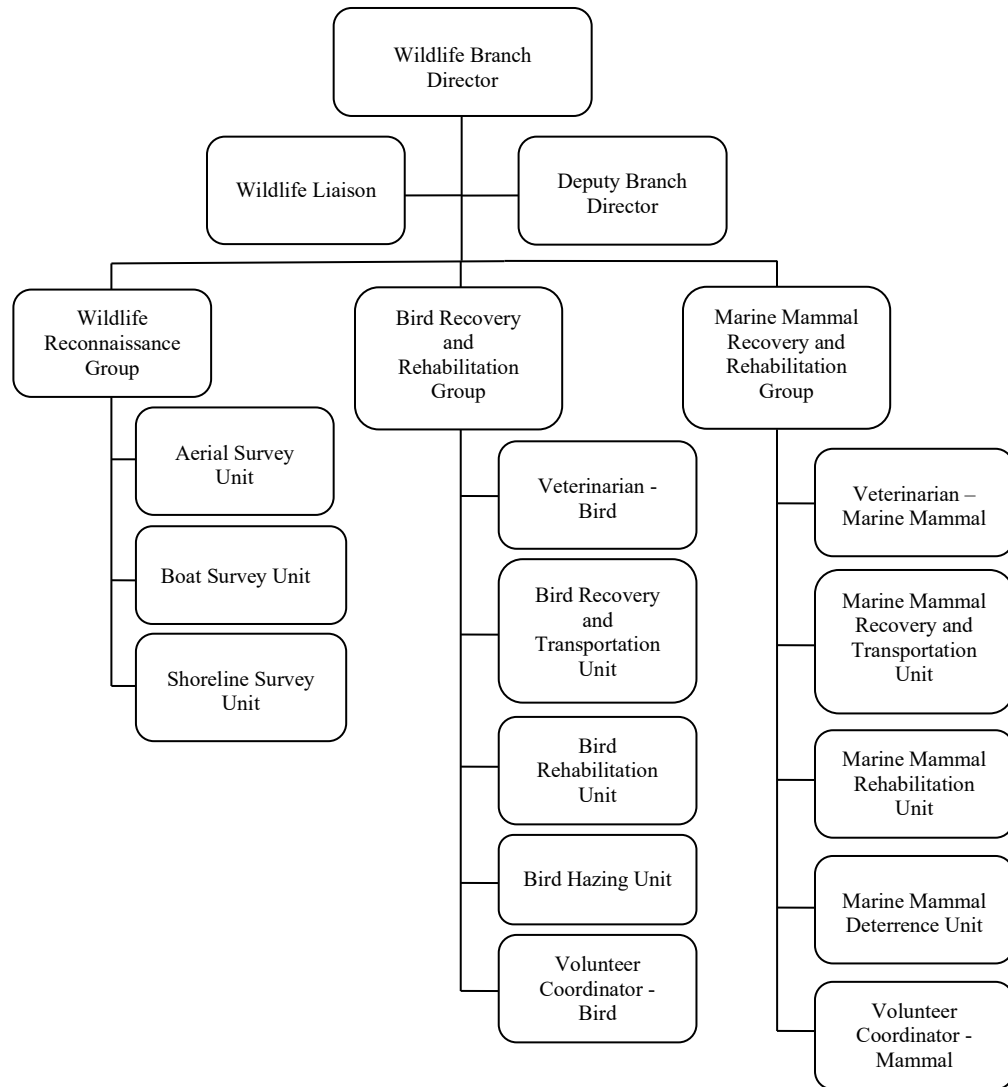 Wildlife Branch
Director
Wildlife Liaison
Deputy Branch
Director
Wildlife
Reconnaissance
Group
Aerial Survey
Unit
Boat Survey Unit
Shoreline Survey
Unit
Bird Recovery
and
Rehabilitation
Group
Veterinarian -
Bird
Bird Recovery
and
Transportation
Unit
Bird
Rehabilitation
Unit
Bird Hazing Unit
Volunteer
Coordinator -
Bird
Marine Mammal
Recovery and
Rehabilitation
Group
Veterinarian –
Marine Mammal
Marine Mammal
Recovery and
Transportation
Unit
Marine Mammal
Rehabilitation
Unit
Marine Mammal
Deterrence Unit
Volunteer
Coordinator -
Mammal